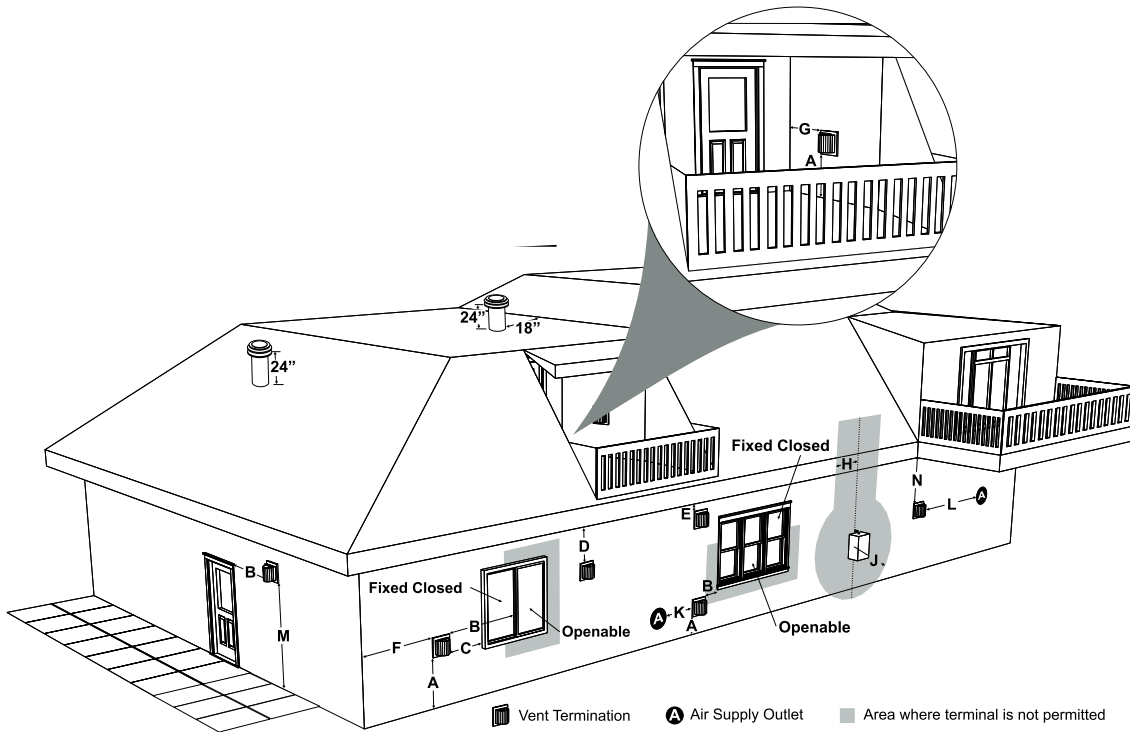 G
A
24”
18”
24”
Fixed Closed
H
N
L
A
E
D
J
B
Fixed Closed
B
K
A
A
B
Openable
Openable
M
F
C
A
Vent Termination
A Air Supply Outlet
Area where terminal is not permitted